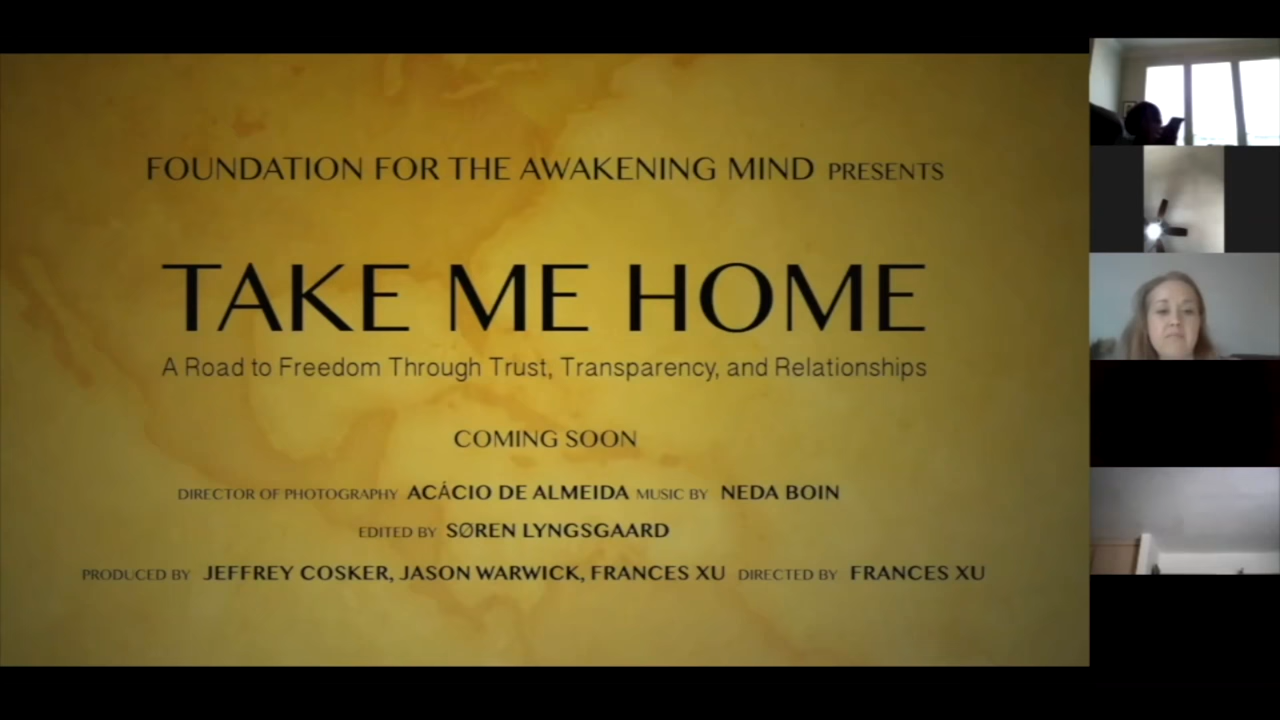 FOUNDATION FOR THE AWAKENING MIND PRESENTS
TAKE ME HOME
A Road to Freedom Through Trust, Transparency, and Relationships
COMING SOON
DIRECTOR OF PHOTOGRAPHY ACÁCIO DE ALMEIDA MUSIC BY NEDA BOIN
EDITED BY SØREN LYNGSGAARD
PRODUCED BY JEFFREY COSKER, JASON WARWICK, FRANCES XU DIRECTED BY FRANCES XU